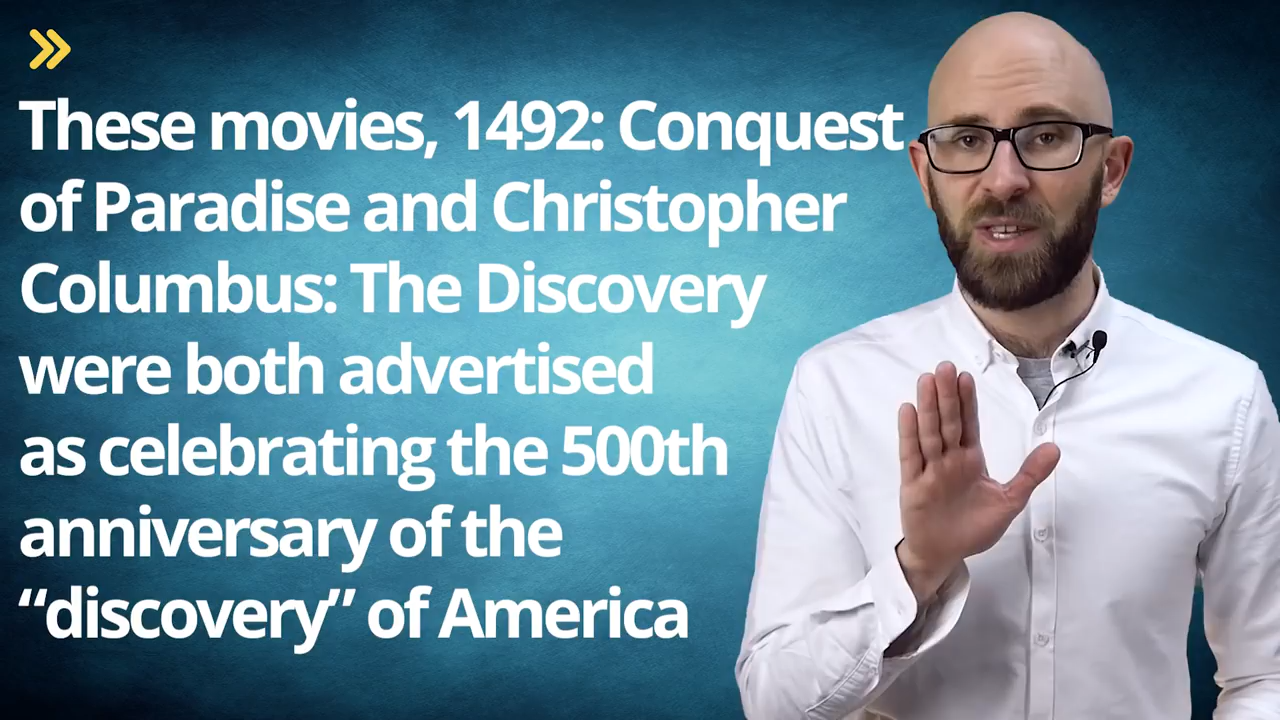 These movies, 1492: Conquest
of Paradise and Christopher
Columbus: The Discovery
were both advertised
as celebrating the 500th
anniversary of the
“discovery” of America